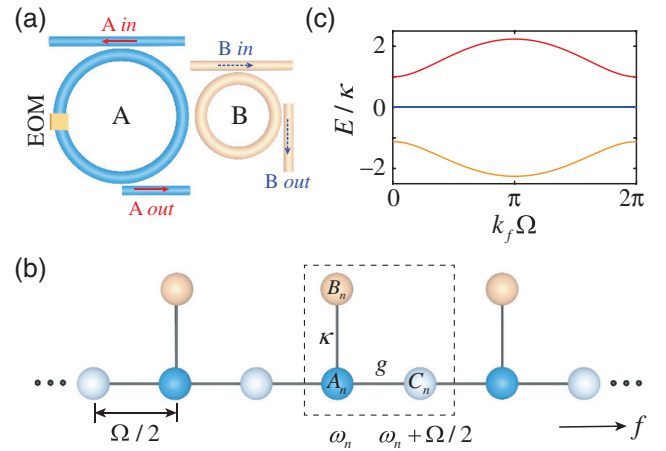 (a)
A in
EOM
A
A out
B in
B
B out
(c)
E / κ
2
0
−2
0
π
2π
k_f Ω
(b)
B_n
κ
g
A_n
C_n
Ω / 2
ω_n
ω_n + Ω / 2
f